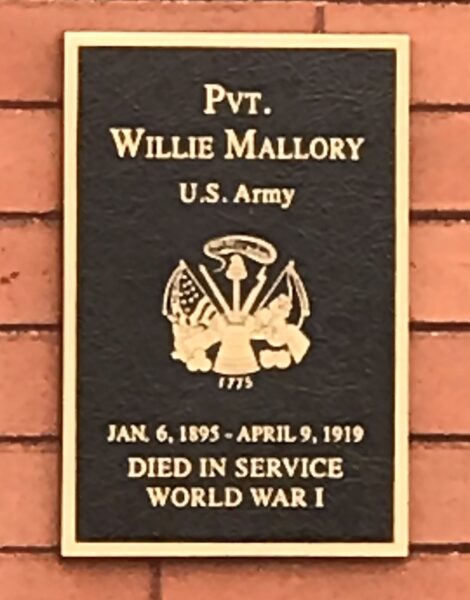 PVT.
WILLIE MALLORY
U.S. Army
1775
JAN. 6, 1895 - APRIL 9, 1919
DIED IN SERVICE
WORLD WAR I